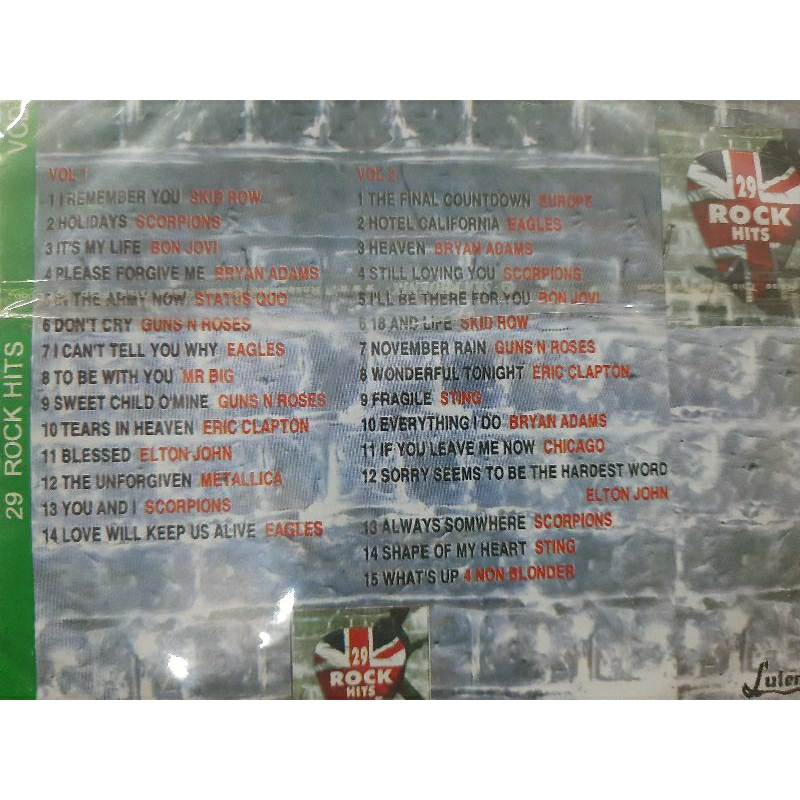 VCD
29 ROCK HITS
VOL 1
1 I REMEMBER YOU SKID ROW
2 HOLIDAYS SCORPIONS
3 IT'S MY LIFE BON JOVI
4 PLEASE FORGIVE ME BRYAN ADAMS
5 IN THE ARMY NOW STATUS QUO
6 DON'T CRY GUNS N ROSES
7 I CAN'T TELL YOU WHY EAGLES
8 TO BE WITH YOU MR BIG
9 SWEET CHILD O'MINE GUNS N ROSES
10 TEARS IN HEAVEN ERIC CLAPTON
11 BLESSED ELTON JOHN
12 THE UNFORGIVEN METALLICA
13 YOU AND I SCORPIONS
14 LOVE WILL KEEP US ALIVE EAGLES
VOL 2
1 THE FINAL COUNTDOWN EUROPE
2 HOTEL CALIFORNIA EAGLES
3 HEAVEN BRYAN ADAMS
4 STILL LOVING YOU SCORPIONS
5 I'LL BE THERE FOR YOU BON JOVI
6 18 AND LIFE SKID ROW
7 NOVEMBER RAIN GUNS N ROSES
8 WONDERFUL TONIGHT ERIC CLAPTON
9 FRAGILE STING
10 EVERYTHING I DO BRYAN ADAMS
11 IF YOU LEAVE ME NOW CHICAGO
12 SORRY SEEMS TO BE THE HARDEST WORD
ELTON JOHN
13 ALWAYS SOMWHERE SCORPIONS
14 SHAPE OF MY HEART STING
15 WHAT'S UP 4 NON BLONDER
29
ROCK
HITS
29
ROCK
HITS